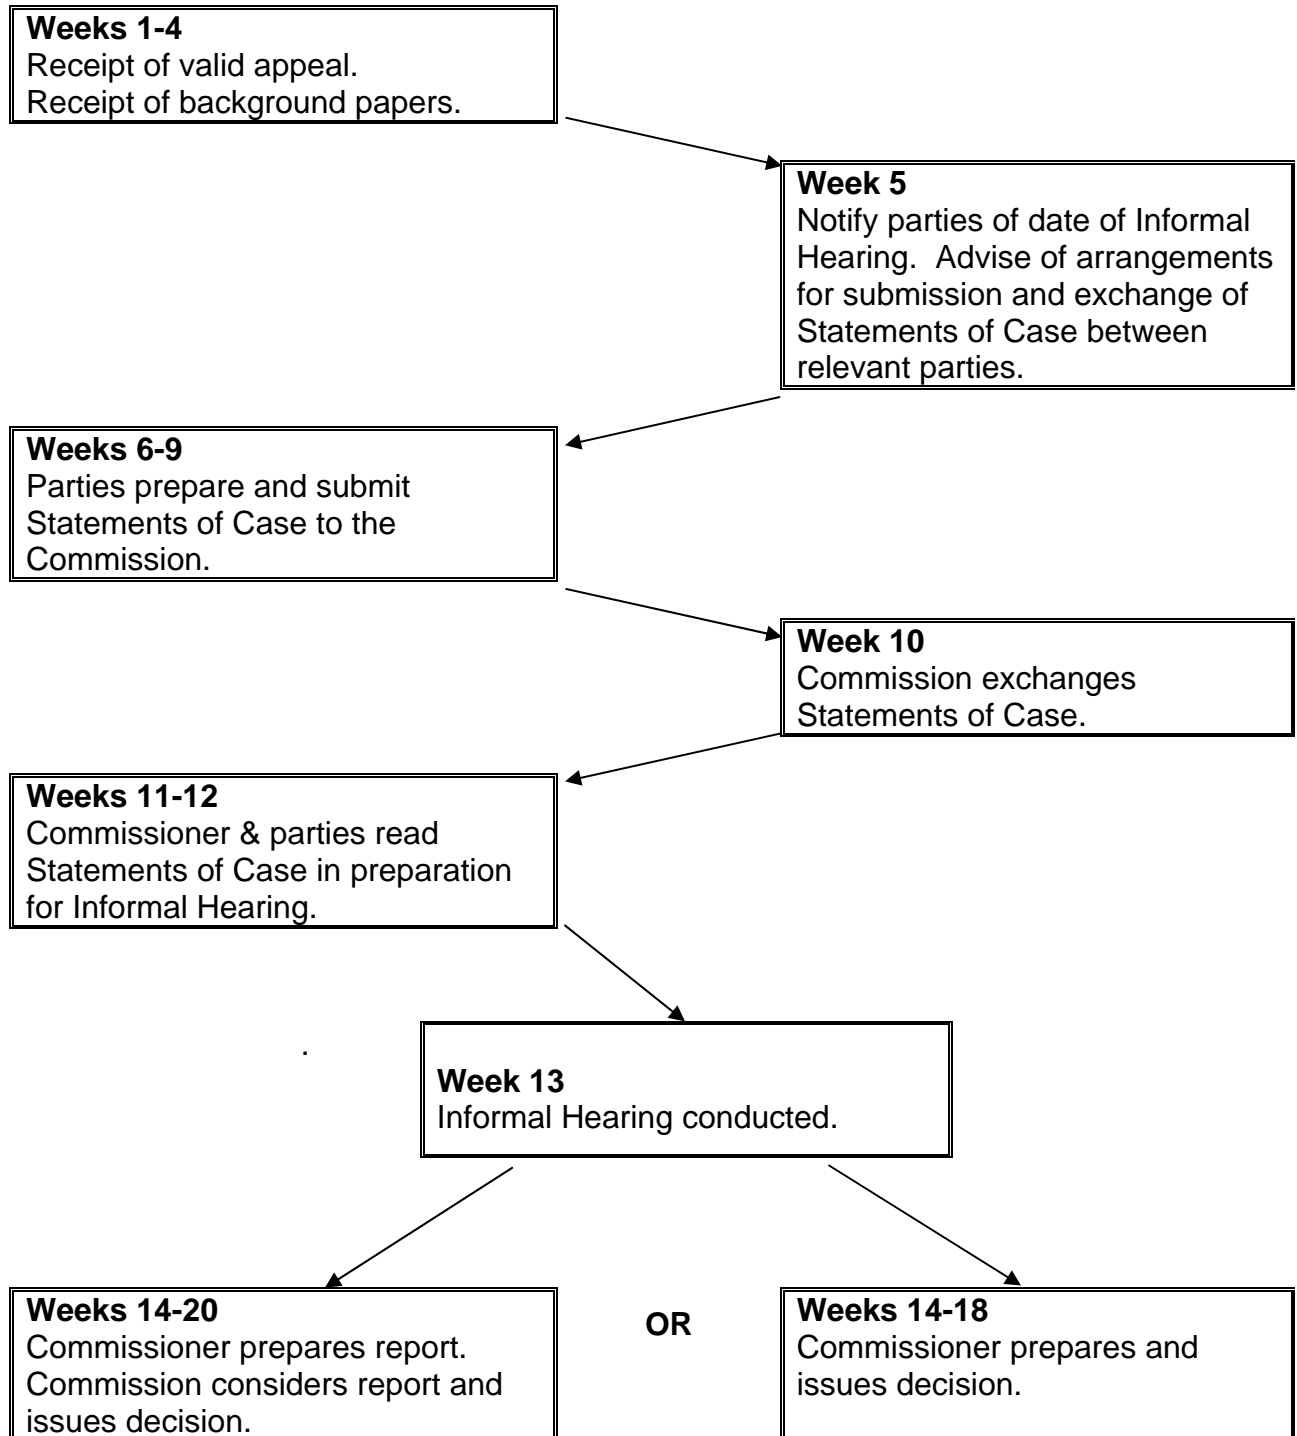 Weeks 1-4
Receipt of valid appeal.
Receipt of background papers.
Week 5
Notify parties of date of Informal
Hearing.  Advise of arrangements
for submission and exchange of
Statements of Case between
relevant parties.
Weeks 6-9
Parties prepare and submit
Statements of Case to the
Commission.
Week 10
Commission exchanges
Statements of Case.
Weeks 11-12
Commissioner & parties read
Statements of Case in preparation
for Informal Hearing.
.
Week 13
Informal Hearing conducted.
Weeks 14-20
Commissioner prepares report.
Commission considers report and
issues decision.
OR
Weeks 14-18
Commissioner prepares and
issues decision.